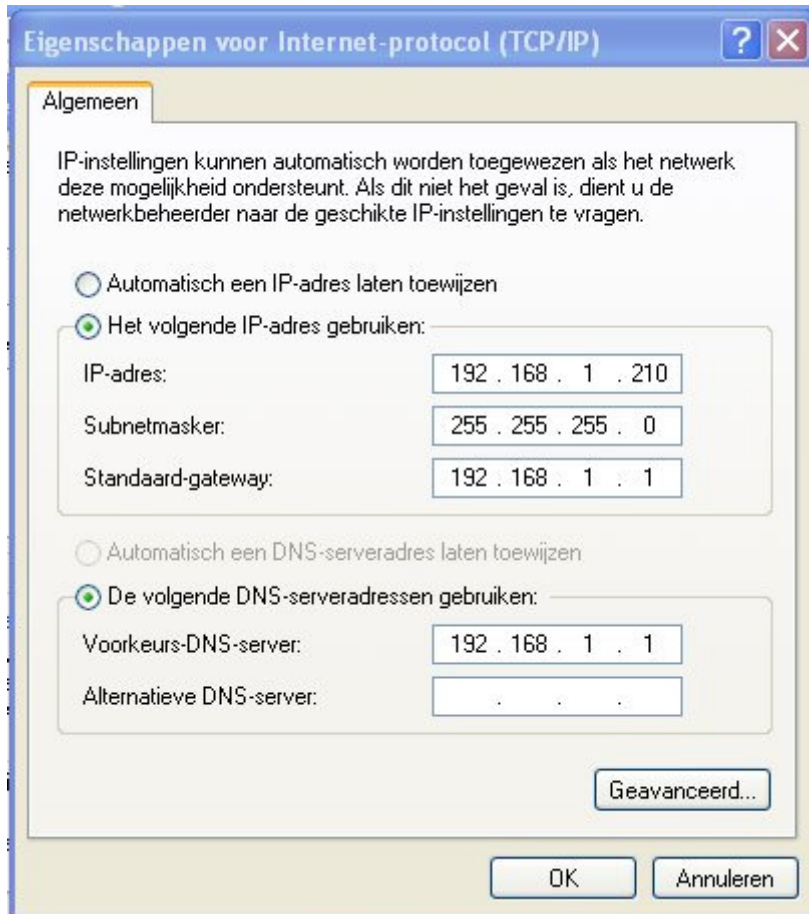 Eigenschappen voor Internet-protocol (TCP/IP)
Algemeen
IP-instellingen kunnen automatisch worden toegewezen als het netwerk
deze mogelijkheid ondersteunt. Als dit niet het geval is, dient u de
netwerkbeheerder naar de geschikte IP-instellingen te vragen.
Automatisch een IP-adres laten toewijzen
Het volgende IP-adres gebruiken:
IP-adres: 192 . 168 . 1 . 210
Subnetmasker: 255 . 255 . 255 . 0
Standaard-gateway: 192 . 168 . 1 . 1
Automatisch een DNS-serveradres laten toewijzen
De volgende DNS-serveradressen gebruiken:
Voorkeurs-DNS-server: 192 . 168 . 1 . 1
Alternatieve DNS-server: . . .
Geavanceerd...
OK Annuleren